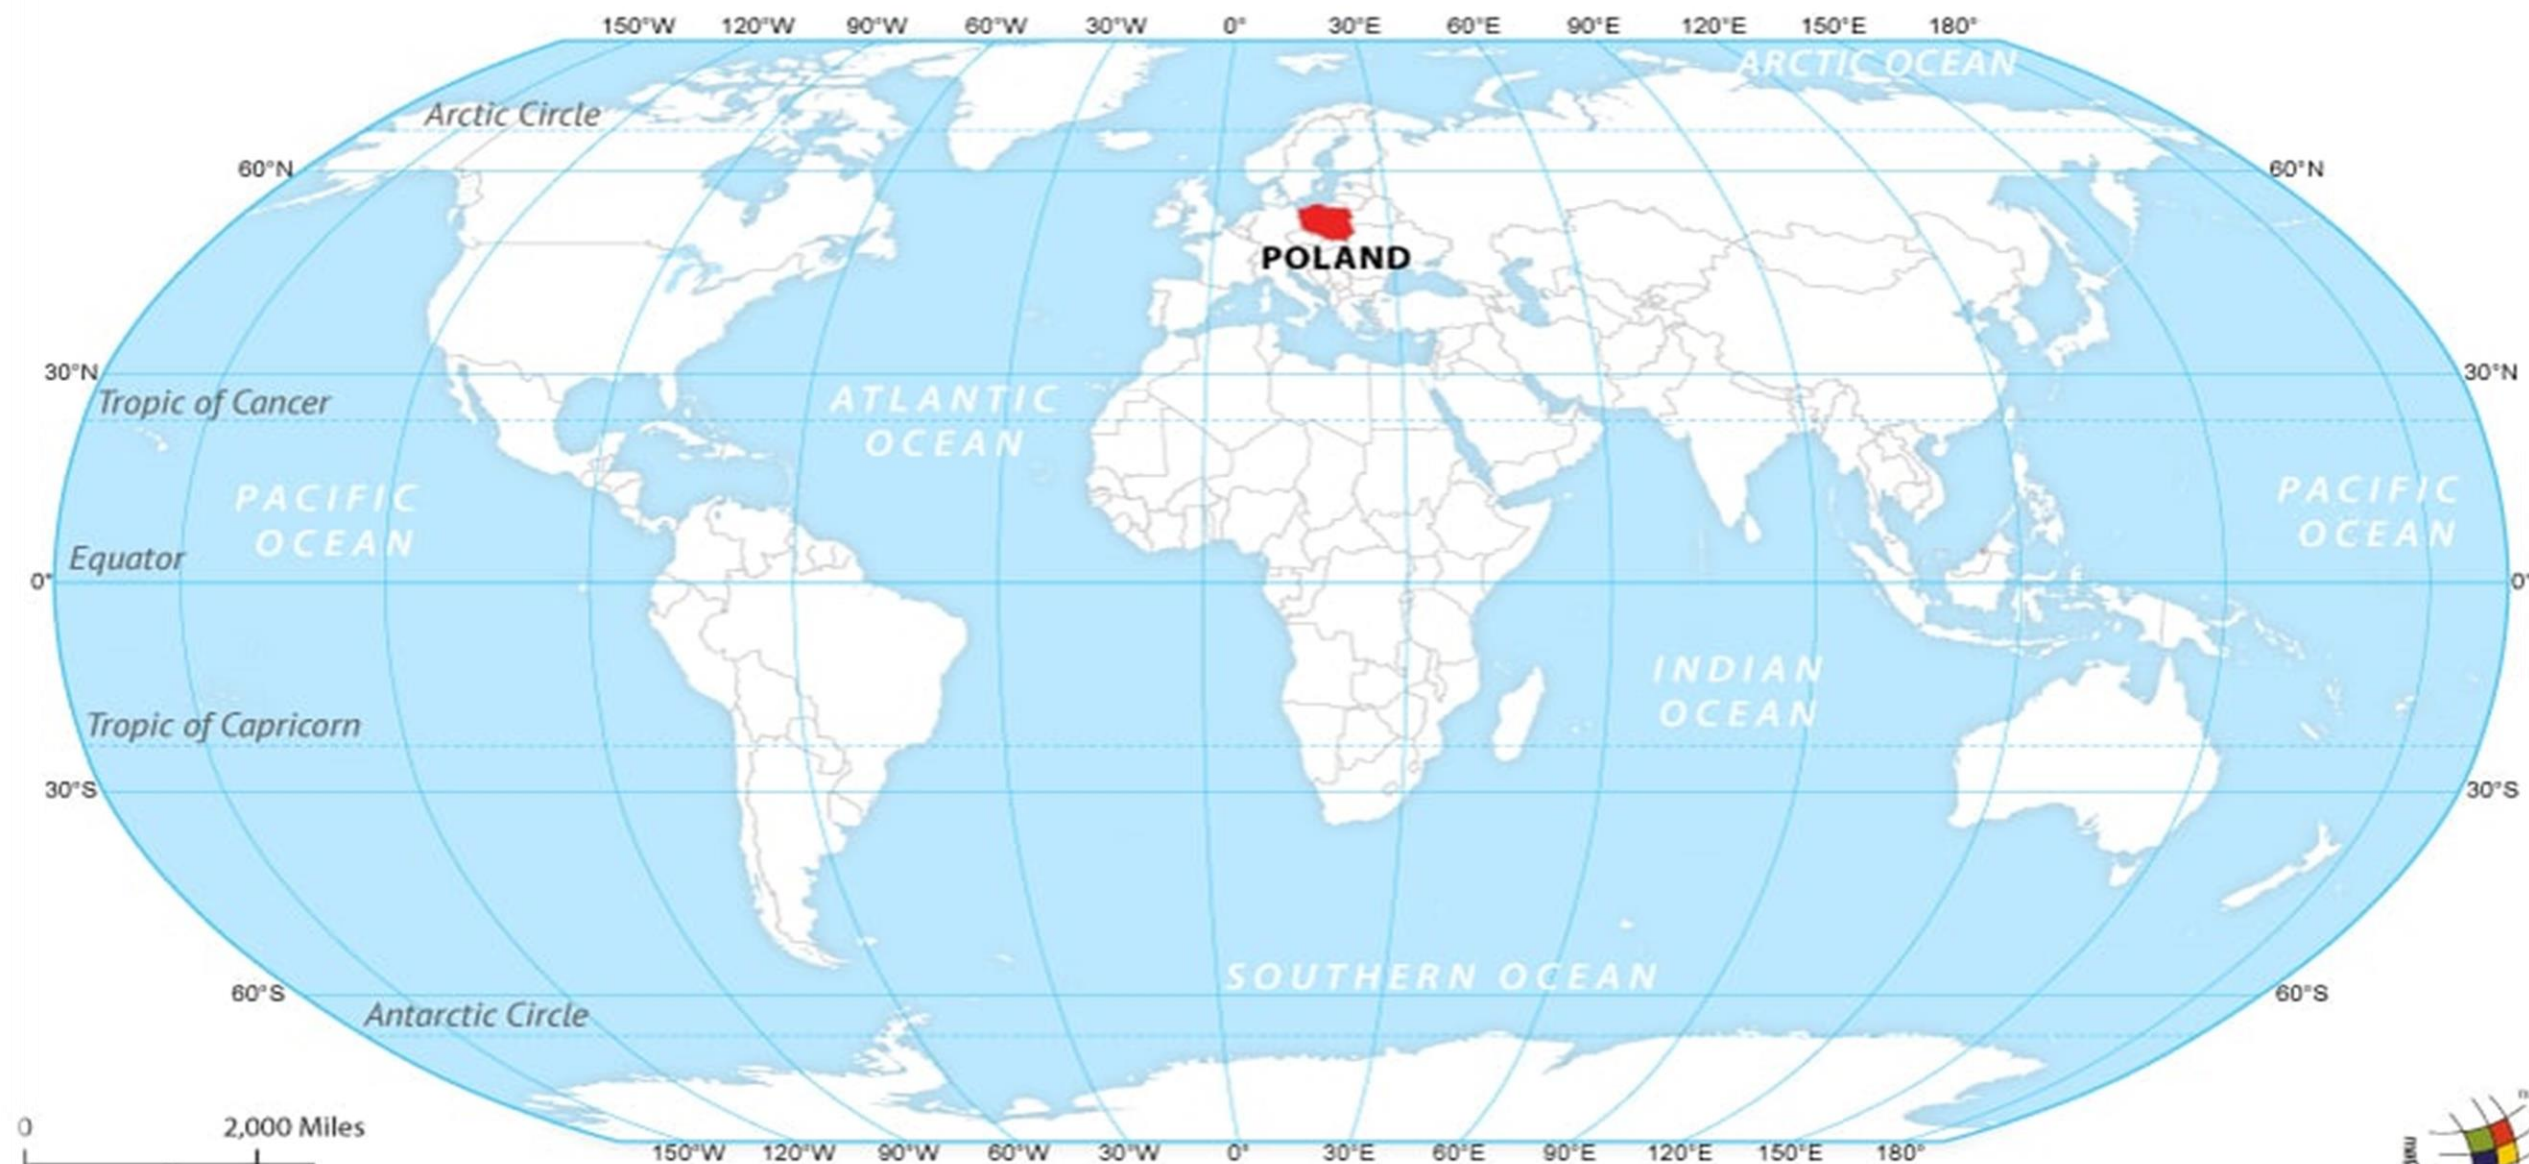 150°W 120°W 90°W 60°W 30°W 0° 30°E 60°E 90°E 120°E 150°E 180°
ARCTIC OCEAN
Arctic Circle
60°N 60°N
POLAND
30°N 30°N
Tropic of Cancer
ATLANTIC
OCEAN
PACIFIC
OCEAN
PACIFIC
OCEAN
Equator
0° 0°
INDIAN
OCEAN
Tropic of Capricorn
30°S 30°S
SOUTHERN OCEAN
60°S 60°S
Antarctic Circle
0 2,000 Miles
150°W 120°W 90°W 60°W 30°W 0° 30°E 60°E 90°E 120°E 150°E 180°